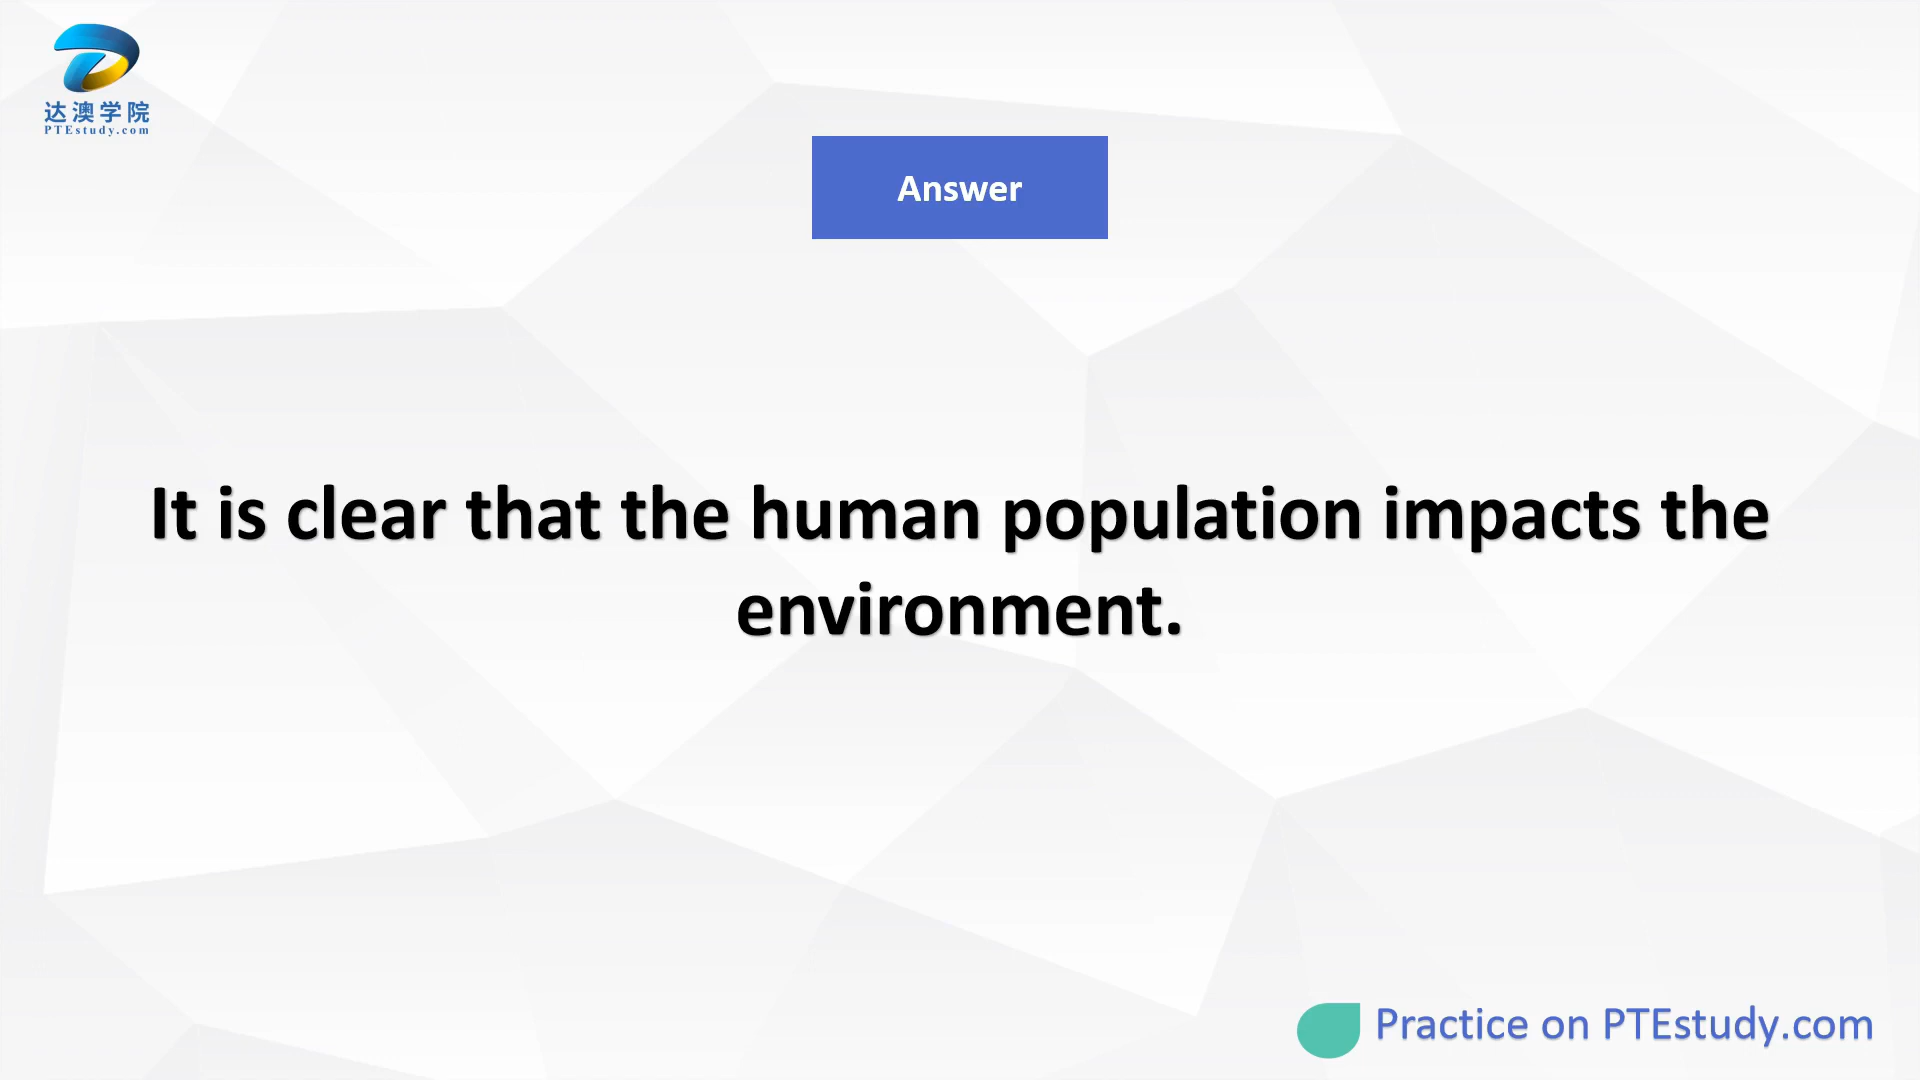 达澳学院
PTEstudy.com
Answer
It is clear that the human population impacts the
environment.
Practice on PTEstudy.com